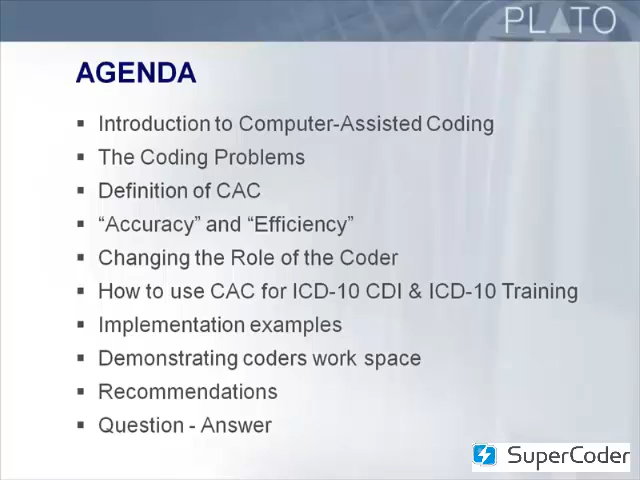 PLATO
AGENDA
Introduction to Computer-Assisted Coding
The Coding Problems
Definition of CAC
“Accuracy” and “Efficiency”
Changing the Role of the Coder
How to use CAC for ICD-10 CDI & ICD-10 Training
Implementation examples
Demonstrating coders work space
Recommendations
Question - Answer
SuperCoder